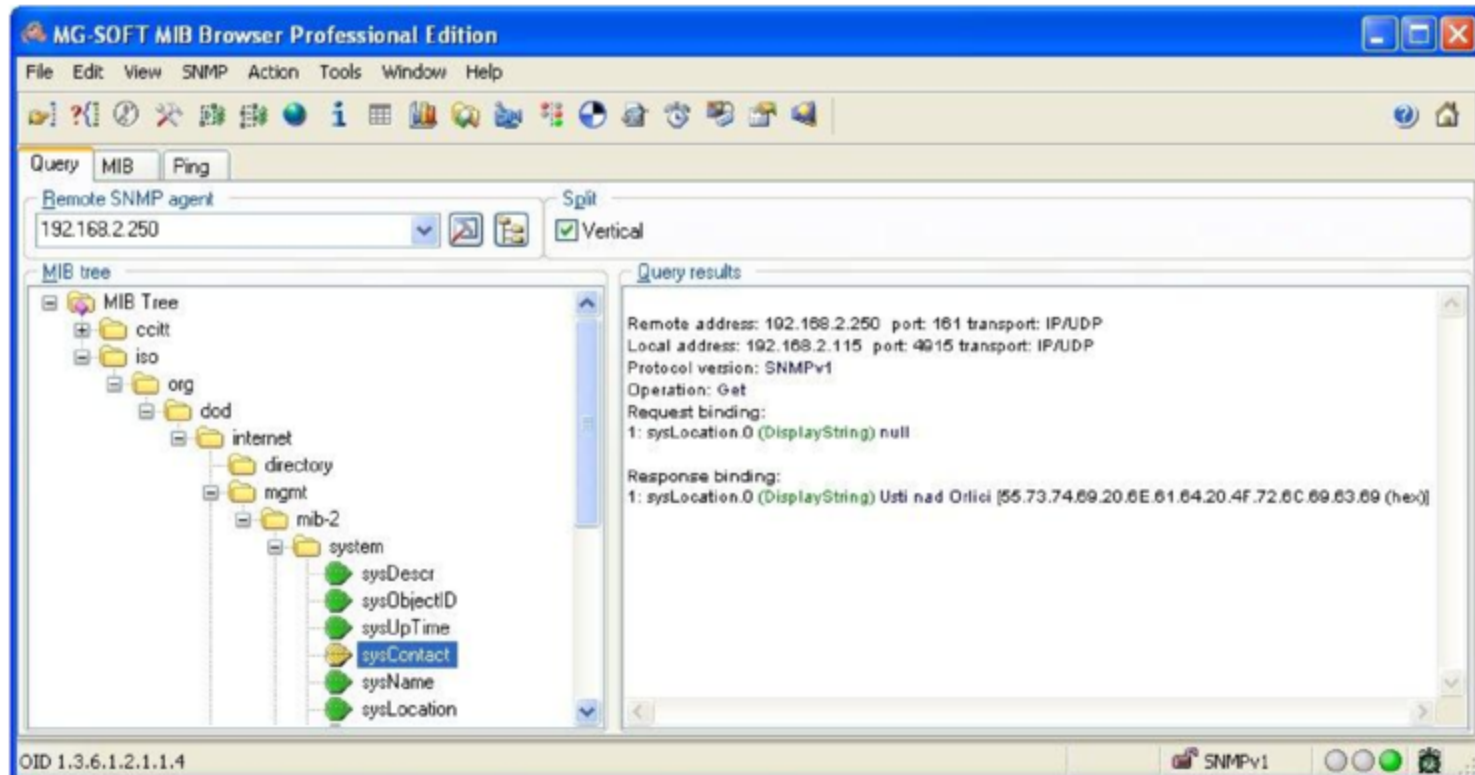 MG-SOFT MIB Browser Professional Edition
File Edit View SNMP Action Tools Window Help
Query MIB Ping
Remote SNMP agent
Split
192.168.2.250
Vertical
MIB tree
Query results
MIB Tree
ccitt
iso
org
dod
internet
directory
mgmt
mib-2
system
sysDescr
sysObjectID
sysUpTime
sysContact
sysName
sysLocation
Remote address: 192.168.2.250 port: 161 transport: IP/UDP
Local address: 192.168.2.115 port: 4915 transport: IP/UDP
Protocol version: SNMPv1
Operation: Get
Request binding:
1: sysLocation.0 (DisplayString) null
Response binding:
1: sysLocation.0 (DisplayString) Usti nad Orlici [55.73.74.69.20.6E.61.64.20.4F.72.6C.69.63.69 (hex)]
OID 1.3.6.1.2.1.1.4
SNMPv1